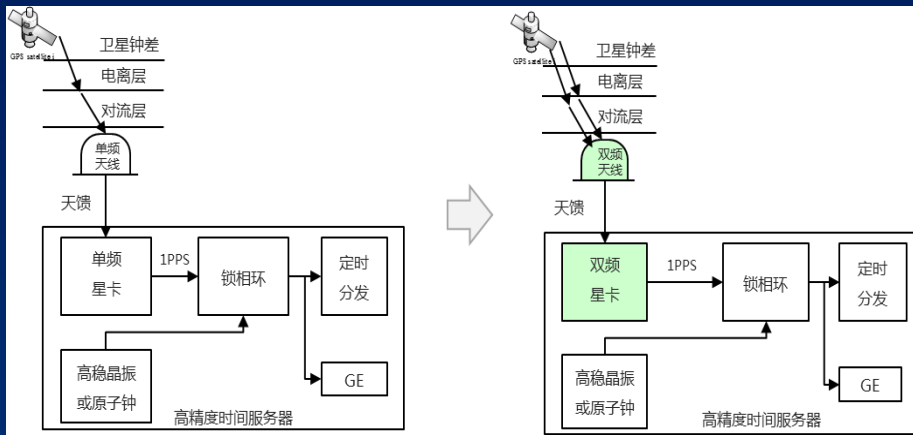 GPS satellite i
卫星钟差
电离层
对流层
单频
天线
天馈
单频
星卡
1PPS
锁相环
定时
分发
高稳晶振
或原子钟
GE
高精度时间服务器
GPS satellite
卫星钟差
电离层
对流层
双频
天线
天馈
双频
星卡
1PPS
锁相环
定时
分发
高稳晶振
或原子钟
GE
高精度时间服务器